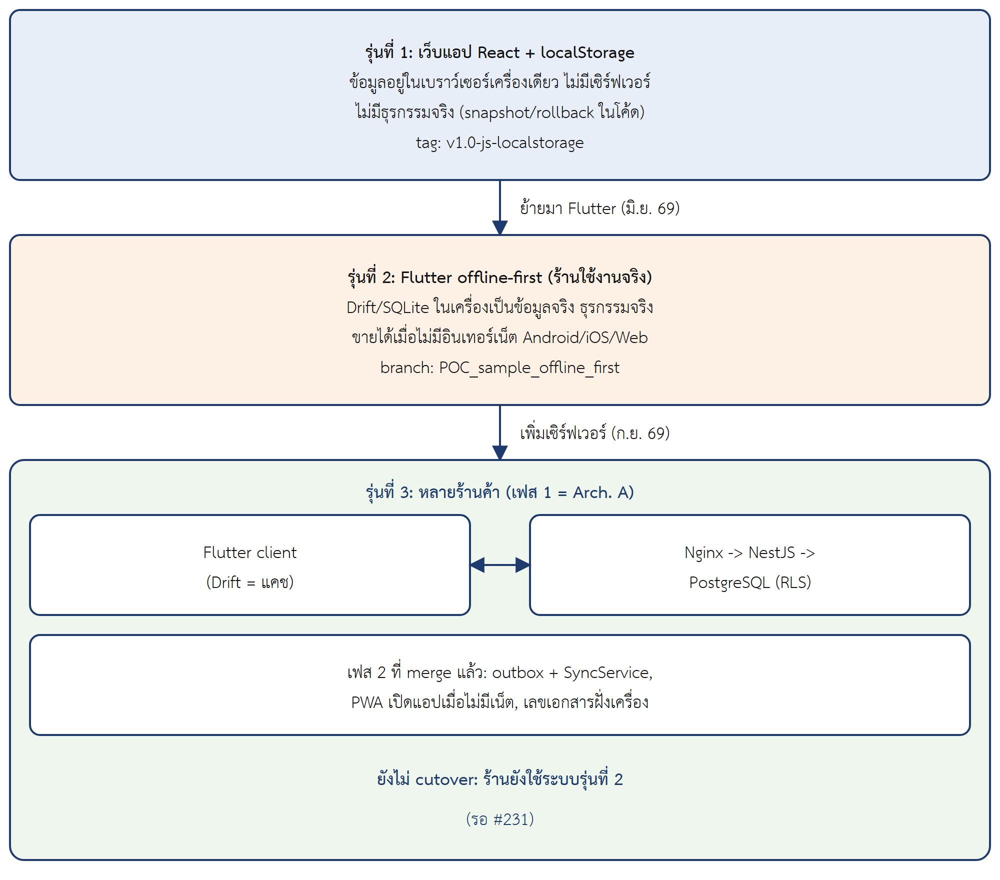 รุ่นที่ 1: เว็บแอป React + localStorage
ข้อมูลอยู่ในเบราว์เซอร์เครื่องเดียว ไม่มีเซิร์ฟเวอร์
ไม่มีธุรกรรมจริง (snapshot/rollback ในโค้ด)
tag: v1.0-js-localstorage
ย้ายมา Flutter (มิ.ย. 69)
รุ่นที่ 2: Flutter offline-first (ร้านใช้งานจริง)
Drift/SQLite ในเครื่องเป็นข้อมูลจริง ธุรกรรมจริง
ขายได้เมื่อไม่มีอินเทอร์เน็ต Android/iOS/Web
branch: POC_sample_offline_first
เพิ่มเซิร์ฟเวอร์ (ก.ย. 69)
รุ่นที่ 3: หลายร้านค้า (เฟส 1 = Arch. A)
Flutter client
(Drift = แคช)
Nginx -> NestJS ->
PostgreSQL (RLS)
เฟส 2 ที่ merge แล้ว: outbox + SyncService,
PWA เปิดแอปเมื่อไม่มีเน็ต, เลขเอกสารฝั่งเครื่อง
ยังไม่ cutover: ร้านยังใช้ระบบรุ่นที่ 2
(รอ #231)